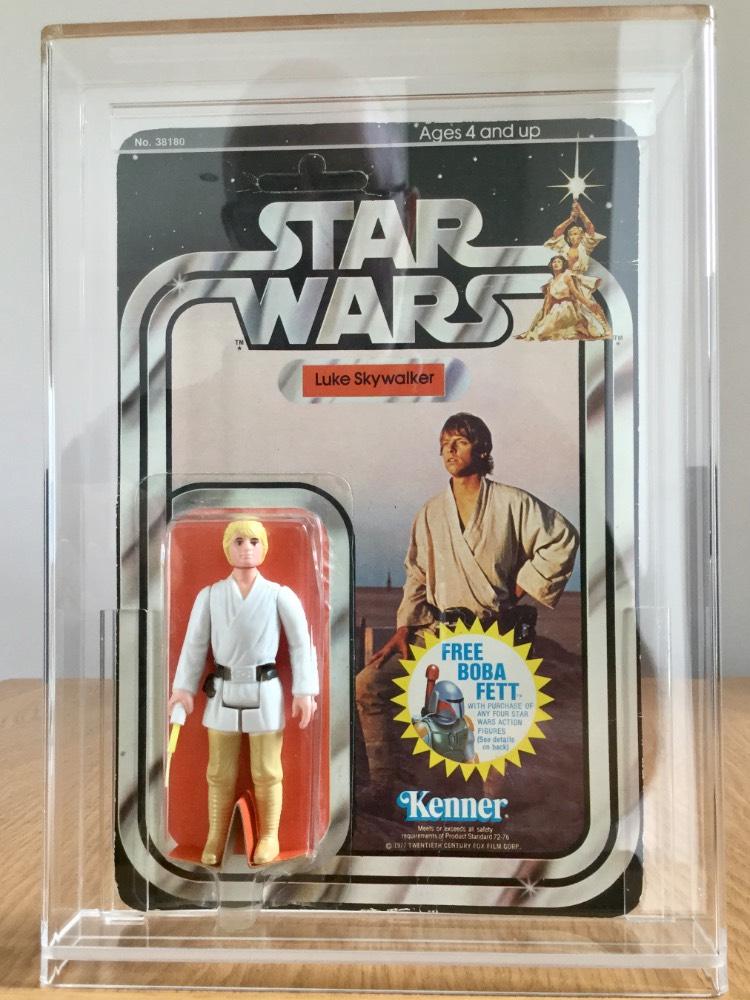 No. 38180
Ages 4 and up
STAR
WARS
TM
TM
Luke Skywalker
FREE
BOBA
FETT
WITH PURCHASE OF
ANY FOUR STAR
WARS ACTION
FIGURES
(See details
on back)
Kenner
Meets or exceeds all safety
requirements of Product Standard 72-76
© 1977 TWENTIETH CENTURY FOX FILM CORP.